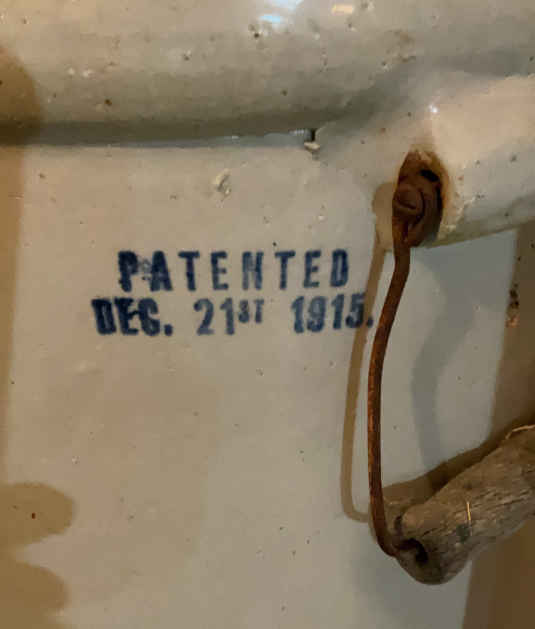 PATENTED
DEC. 21ST 1915.